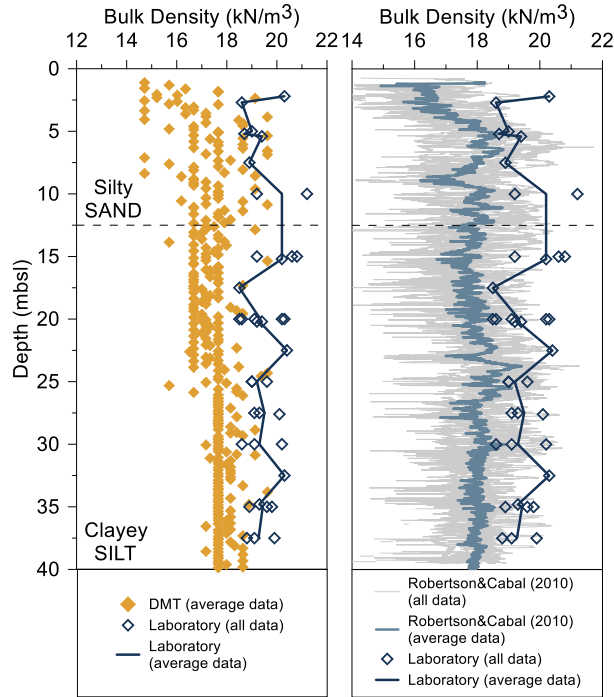 Bulk Density (kN/m3)
12 14 16 18 20 22
Bulk Density (kN/m3)
14 16 18 20 22
Depth (mbsl)
0
5
10
15
20
25
30
35
40
Silty
SAND
Clayey
SILT
DMT (average data)
Laboratory (all data)
Laboratory
(average data)
Robertson&Cabal (2010)
(all data)
Robertson&Cabal (2010)
(average data)
Laboratory (all data)
Laboratory (average data)